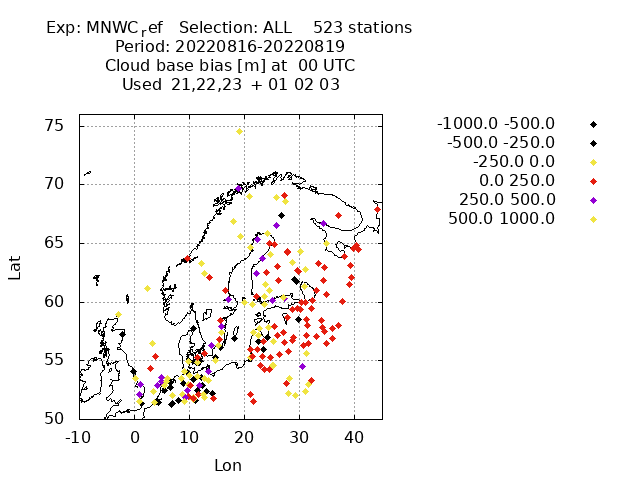 Exp: MNWC_ref Selection: ALL 523 stations
Period: 20220816-20220819
Cloud base bias [m] at 00 UTC
Used 21,22,23 + 01 02 03
-1000.0 -500.0
-500.0 -250.0
-250.0 0.0
0.0 250.0
250.0 500.0
500.0 1000.0
75
70
65
60
55
50
Lat
-10 0 10 20 30 40
Lon